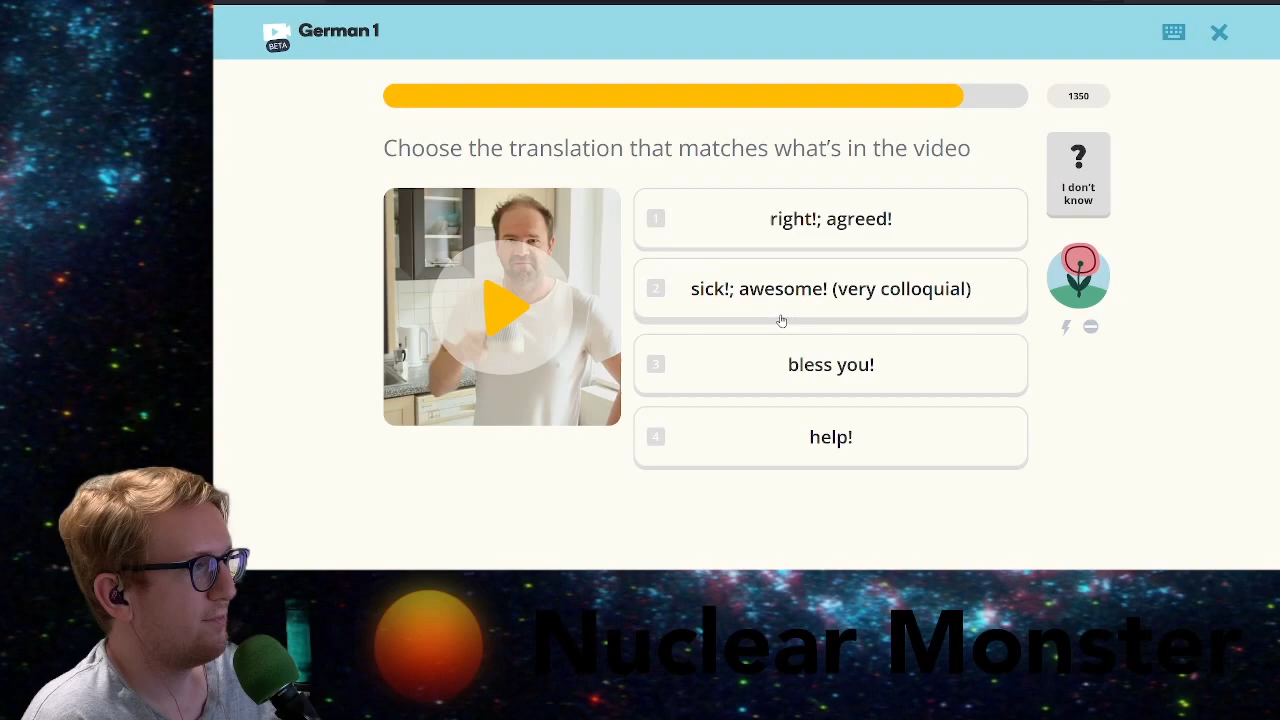 German 1
BETA
1350
Choose the translation that matches what's in the video
?
I don't
know
1 right!; agreed!
2 sick!; awesome! (very colloquial)
3 bless you!
4 help!
Nuclear Monster